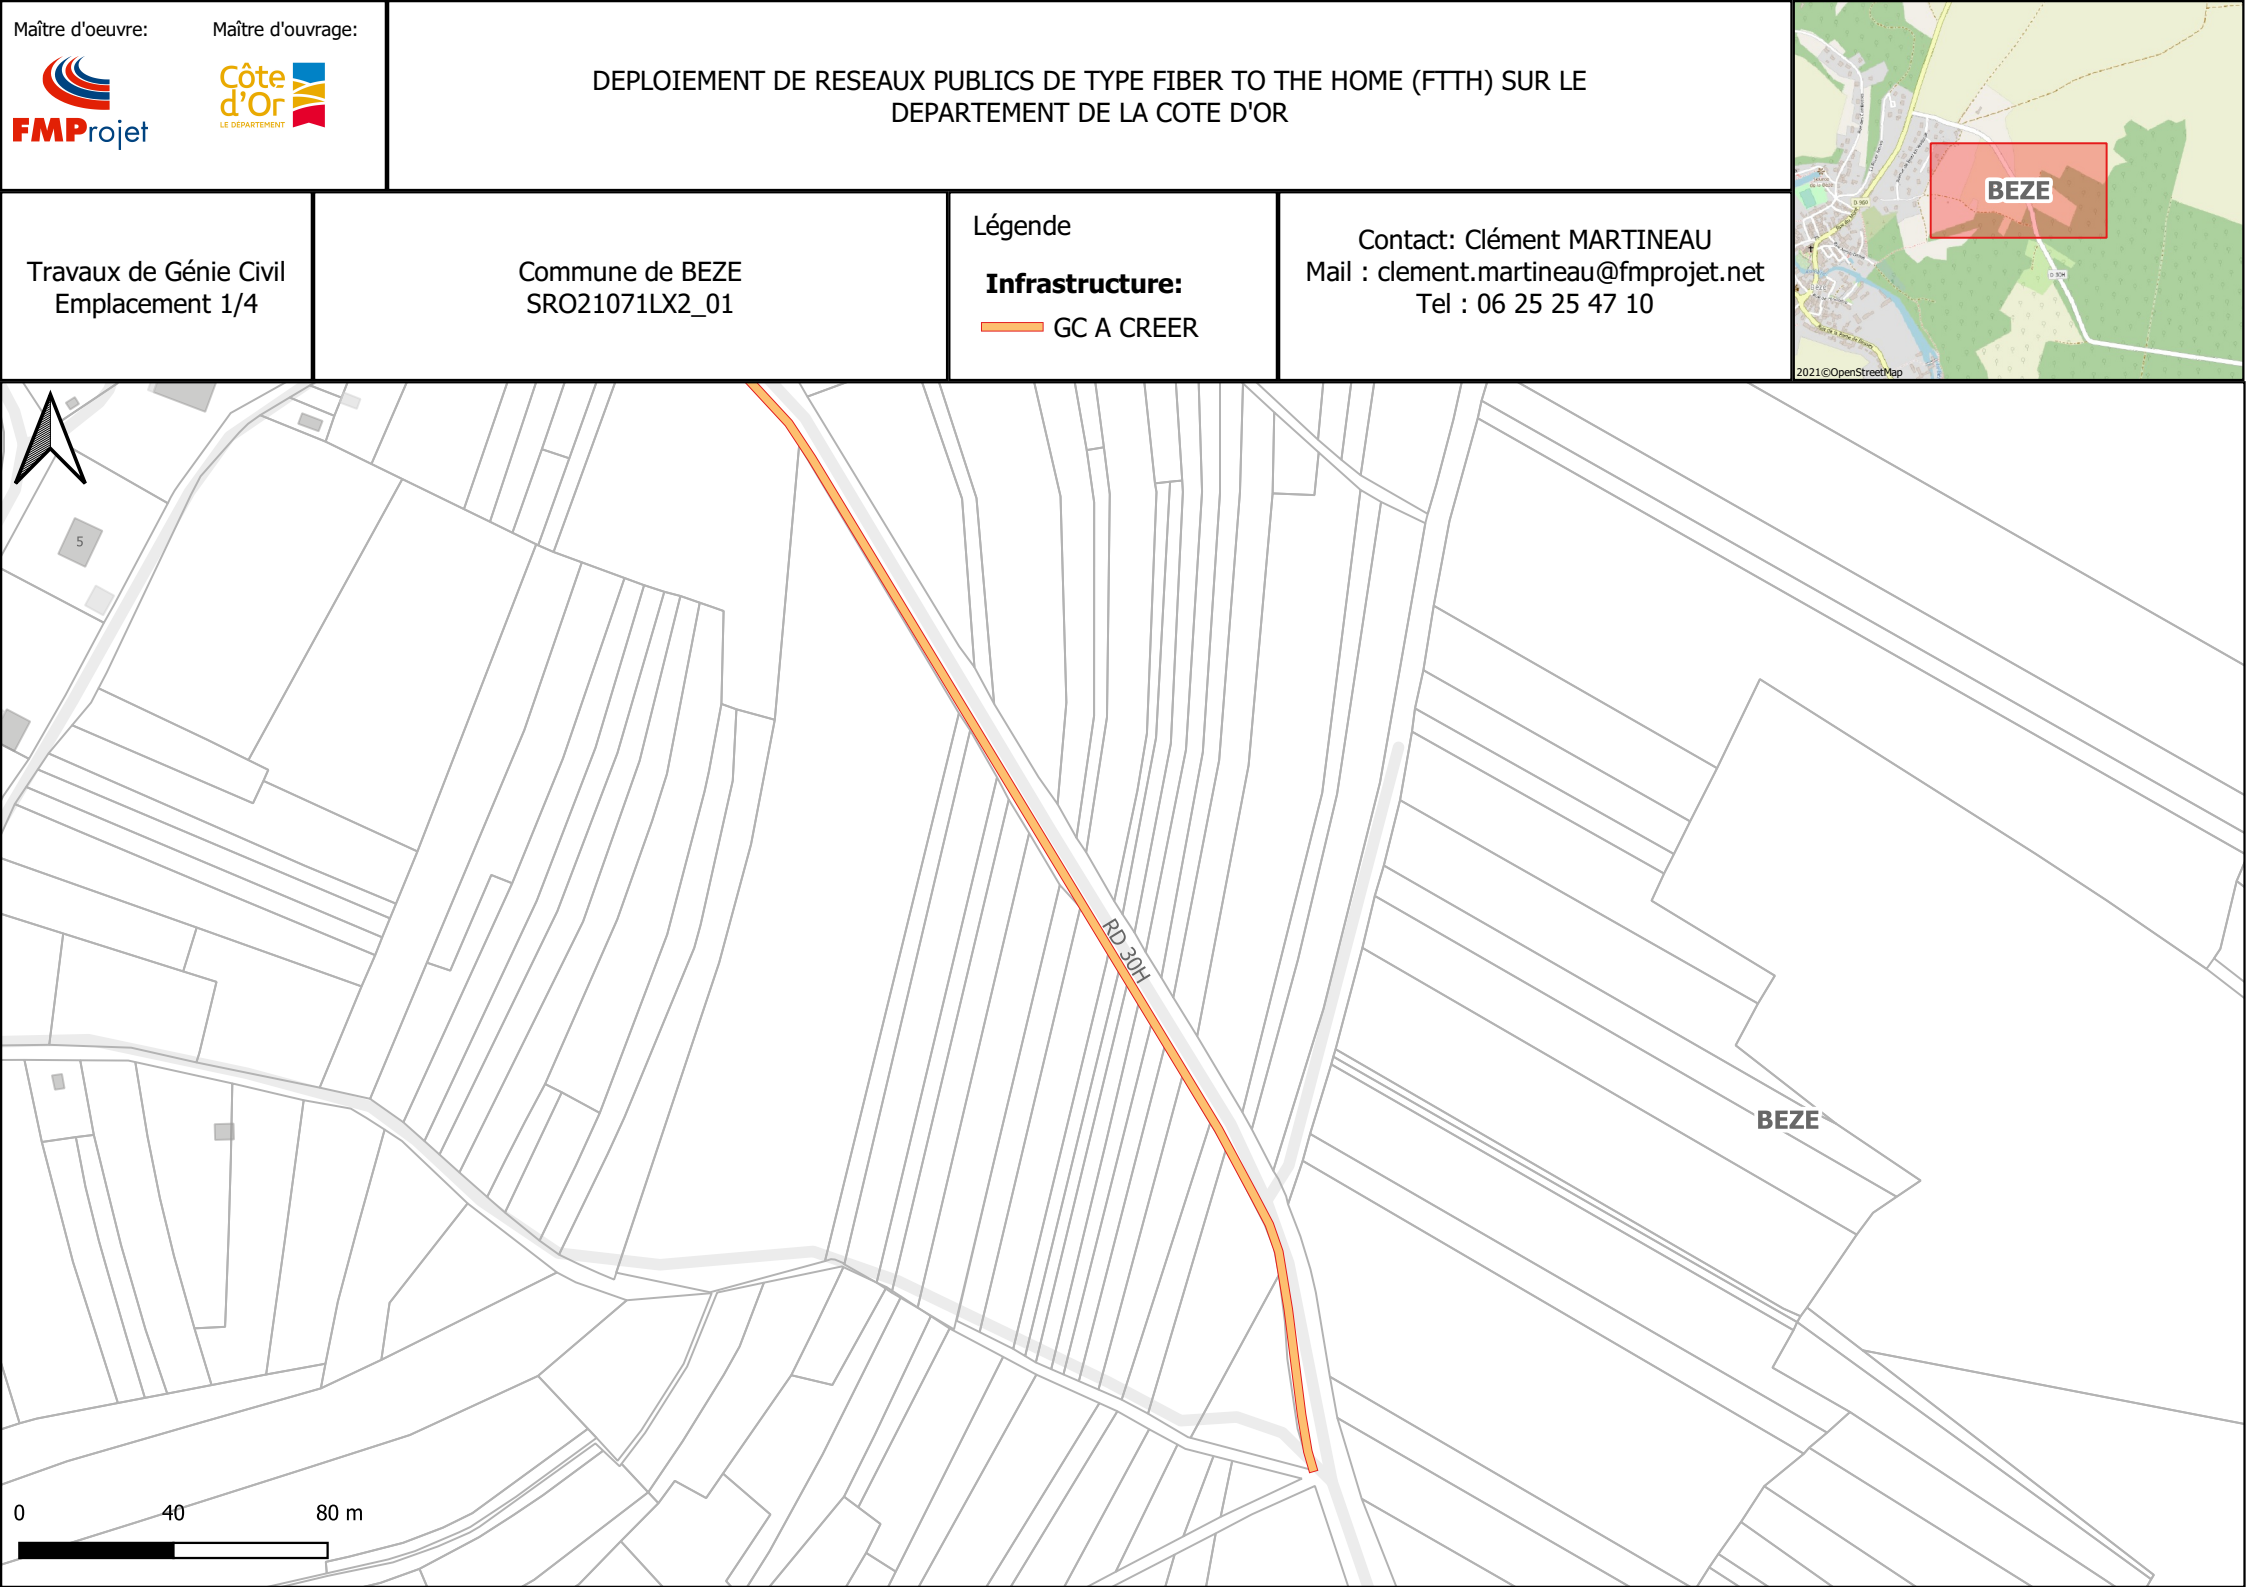 Maître d'oeuvre:
Maître d'ouvrage:
FMProjet
Côte
d'Or
LE DÉPARTEMENT
DEPLOIEMENT DE RESEAUX PUBLICS DE TYPE FIBER TO THE HOME (FTTH) SUR LE
DEPARTEMENT DE LA COTE D'OR
Travaux de Génie Civil
Emplacement 1/4
Commune de BEZE
SRO21071LX2_01
Légende
Infrastructure:
GC A CREER
Contact: Clément MARTINEAU
Mail : clement.martineau@fmprojet.net
Tel : 06 25 25 47 10
BEZE
D 960
D 30H
2021©OpenStreetMap
5
RD 30H
BEZE
0
40
80 m